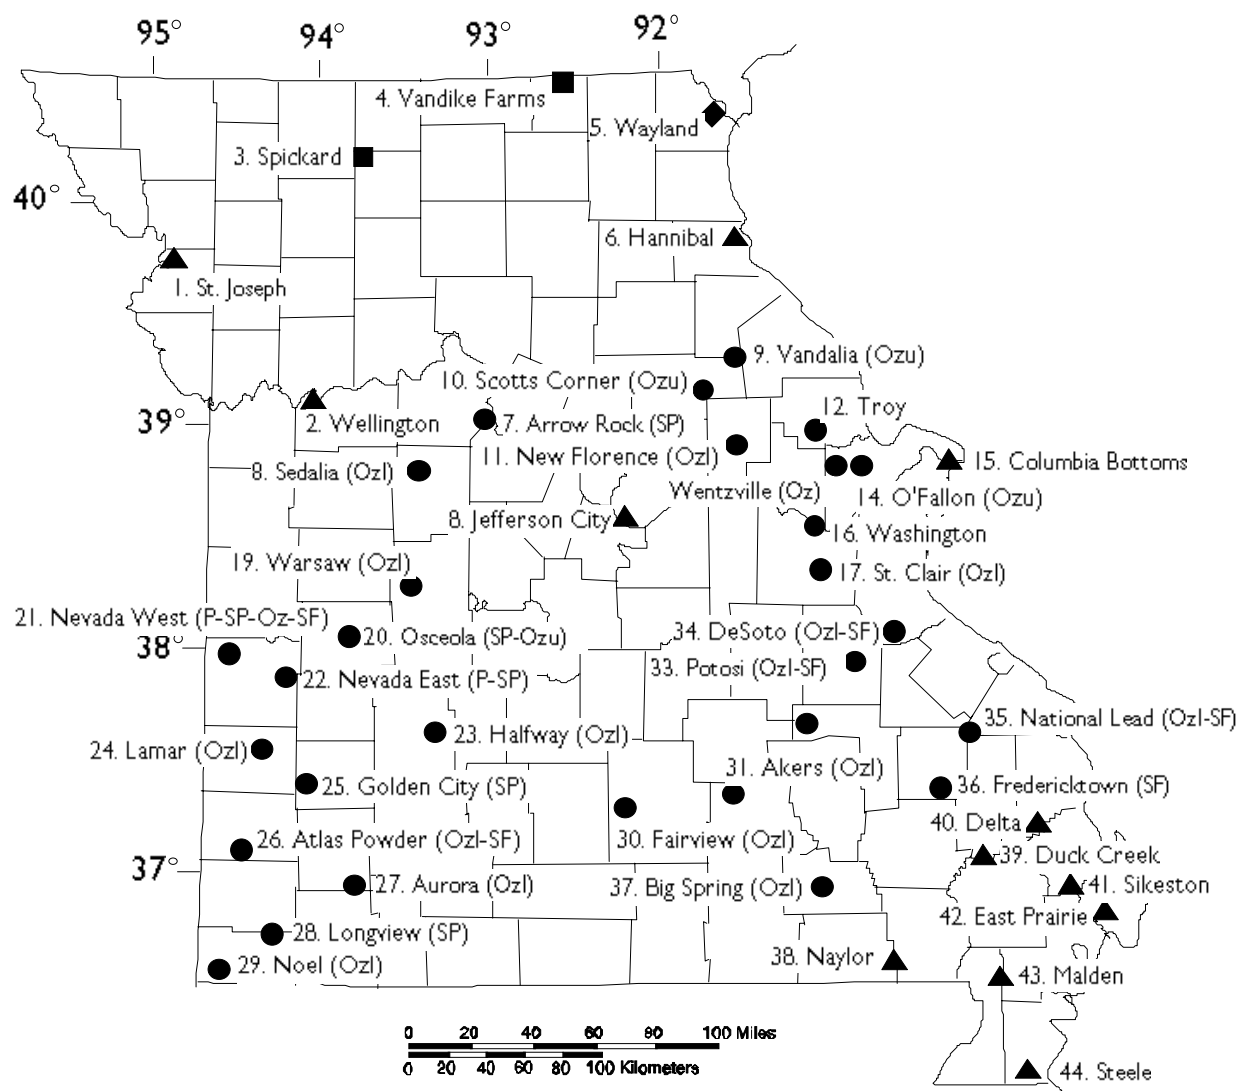 95° 94° 93° 92°
4. Vandike Farms
5. Wayland
3. Spickard
40°
6. Hannibal
1. St. Joseph
9. Vandalia (Ozu)
10. Scotts Corner (Ozu)
12. Troy
39°
2. Wellington
7. Arrow Rock (SP)
11. New Florence (Ozl)
15. Columbia Bottoms
8. Sedalia (Ozl)
Wentzville (Oz)
14. O'Fallon (Ozu)
8. Jefferson City
16. Washington
19. Warsaw (Ozl)
17. St. Clair (Ozl)
21. Nevada West (P-SP-Oz-SF)
38°
20. Osceola (SP-Ozu)
34. DeSoto (Ozl-SF)
33. Potosi (Ozl-SF)
22. Nevada East (P-SP)
35. National Lead (Ozl-SF)
23. Halfway (Ozl)
24. Lamar (Ozl)
31. Akers (Ozl)
25. Golden City (SP)
36. Fredericktown (SF)
40. Delta
26. Atlas Powder (Ozl-SF)
30. Fairview (Ozl)
39. Duck Creek
37°
27. Aurora (Ozl)
37. Big Spring (Ozl)
41. Sikeston
42. East Prairie
28. Longview (SP)
38. Naylor
29. Noel (Ozl)
43. Malden
0 20 40 60 80 100 Miles
0 20 40 60 80 100 Kilometers
44. Steele